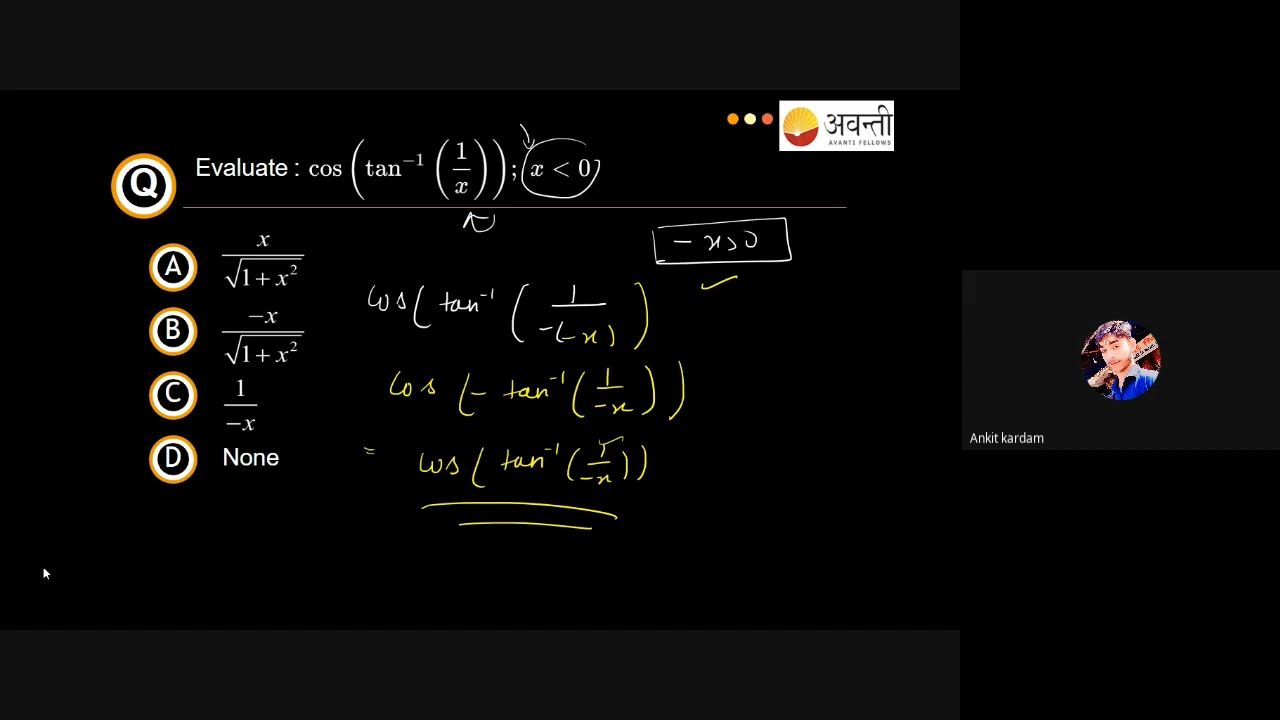 अवन्ती
AVANTI FELLOWS
Q Evaluate : cos(tan⁻¹(1/x)); x < 0
- x > 0
A x/√(1 + x²)
B -x/√(1 + x²)
C 1/-x
D None
cos(tan⁻¹(1/-(-x)))
cos(- tan⁻¹(1/-x))
= cos(tan⁻¹(1/-x))
Ankit kardam